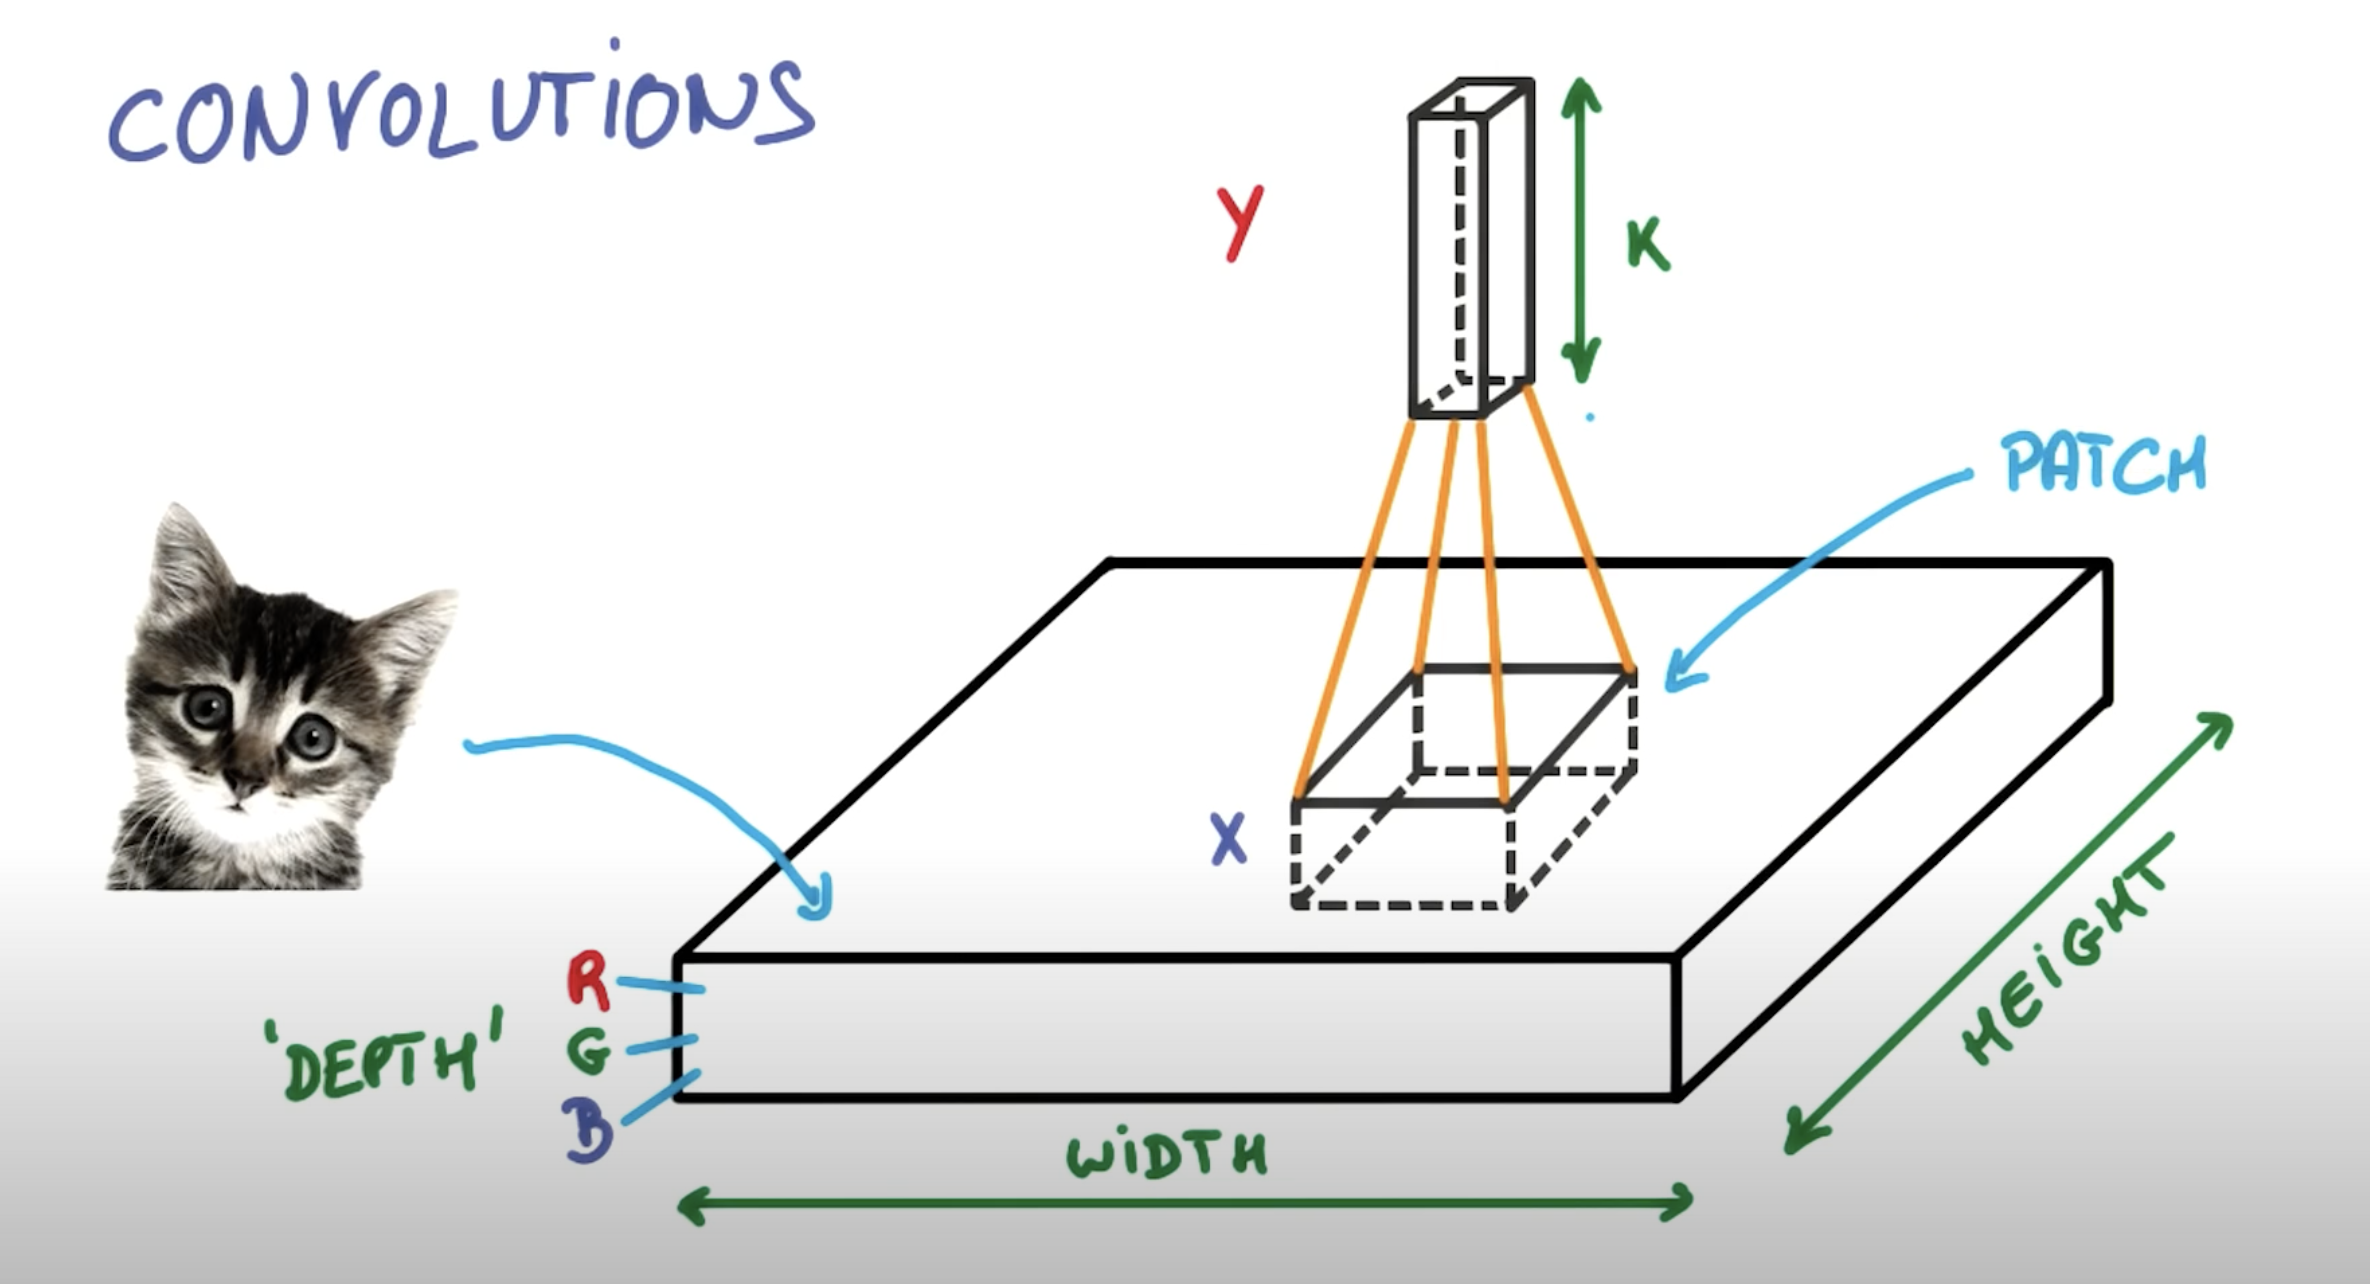 CONVOLUTIONS
Y
K
PATCH
X
R
G
B
'DEPTH'
WiDTH
HEiGHT